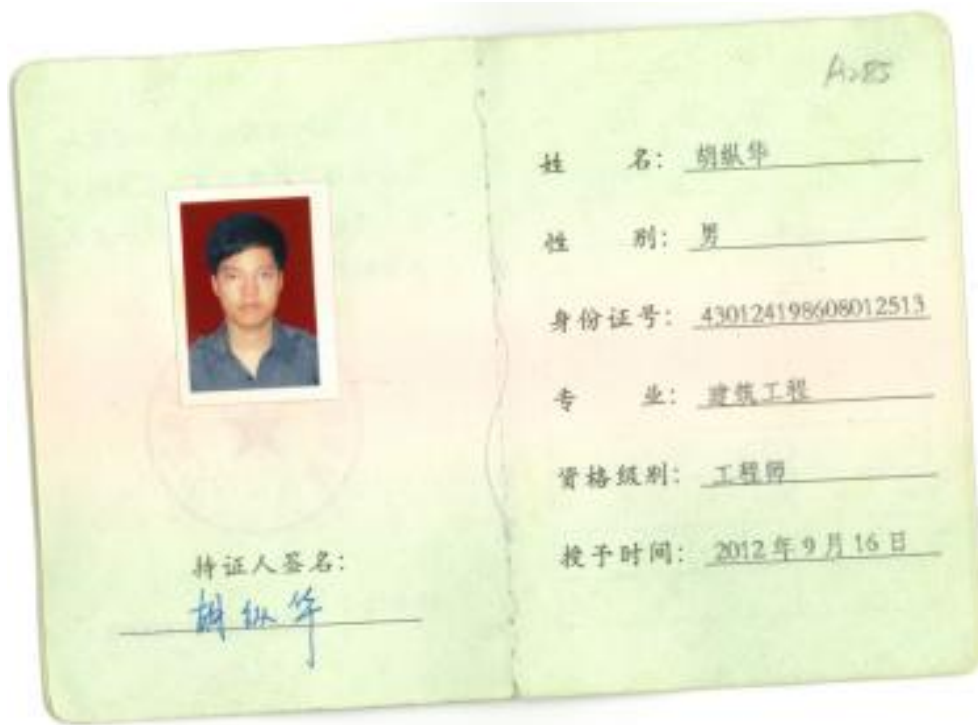 持证人签名:
胡纵华
姓 名: 胡纵华
性 别: 男
身份证号: 430124198608012513
专 业: 建筑工程
资格级别: 工程师
授予时间: 2012年9月16日